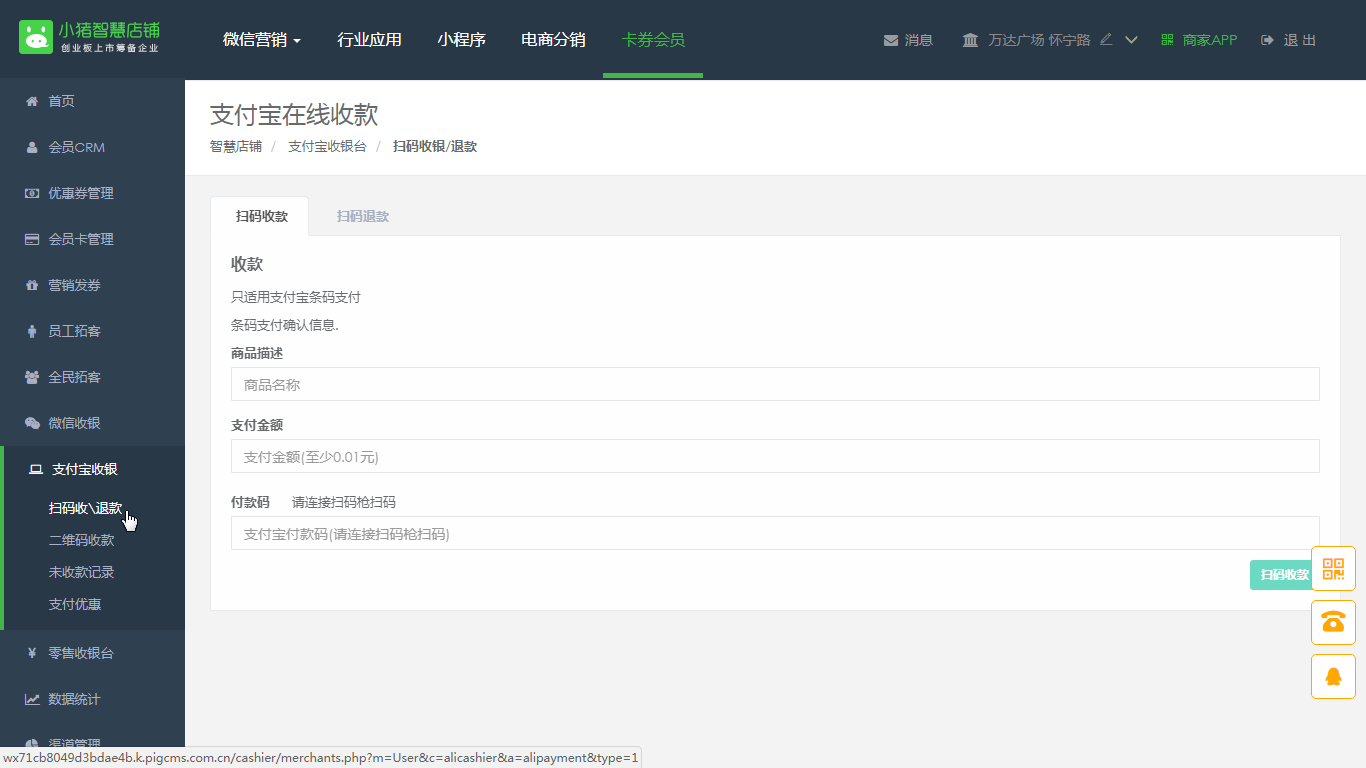 小猪智慧店铺
创业板上市筹备企业
微信营销
行业应用
小程序
电商分销
卡券会员
消息
万达广场 怀宁路
商家APP
退 出
首页
会员CRM
优惠券管理
会员卡管理
营销发券
员工拓客
全民拓客
微信收银
支付宝收银
扫码收\退款
二维码收款
未收款记录
支付优惠
零售收银台
数据统计
渠道管理
支付宝在线收款
智慧店铺 / 支付宝收银台 / 扫码收银/退款
扫码收款
扫码退款
收款
只适用支付宝条码支付
条码支付确认信息.
商品描述
商品名称
支付金额
支付金额(至少0.01元)
付款码 请连接扫码枪扫码
支付宝付款码(请连接扫码枪扫码)
扫码收款
wx71cb8049d3bdae4b.k.pigcms.com.cn/cashier/merchants.php?m=User&c=alicashier&a=alipayment&type=1